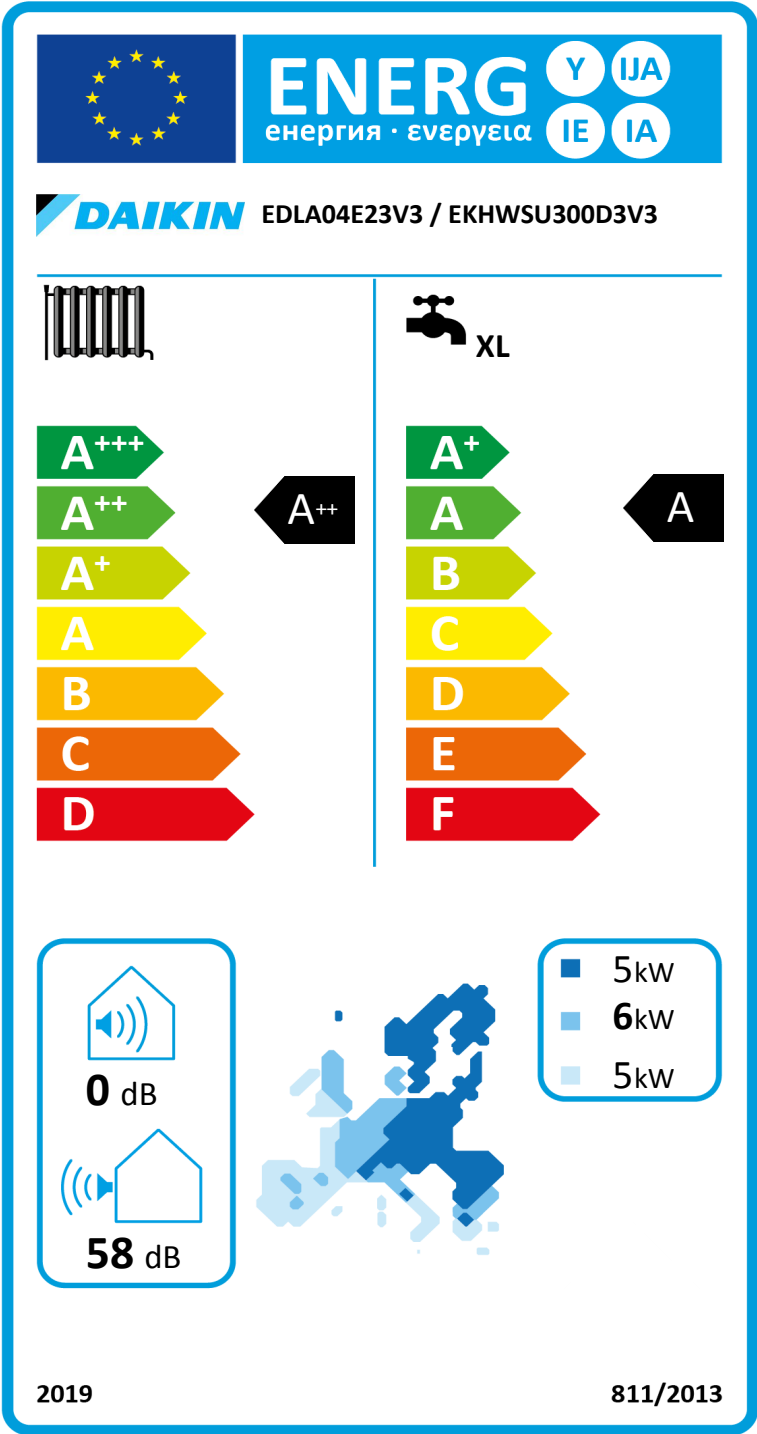 ENERG
енергия · ενεργεια
Y IJA
IE IA
DAIKIN EDLA04E23V3 / EKHWSU300D3V3
XL
A+++
A++
A+
A
B
C
D
A++
A+
A
B
C
D
E
F
A
0 dB
58 dB
5kW
6kW
5kW
2019
811/2013